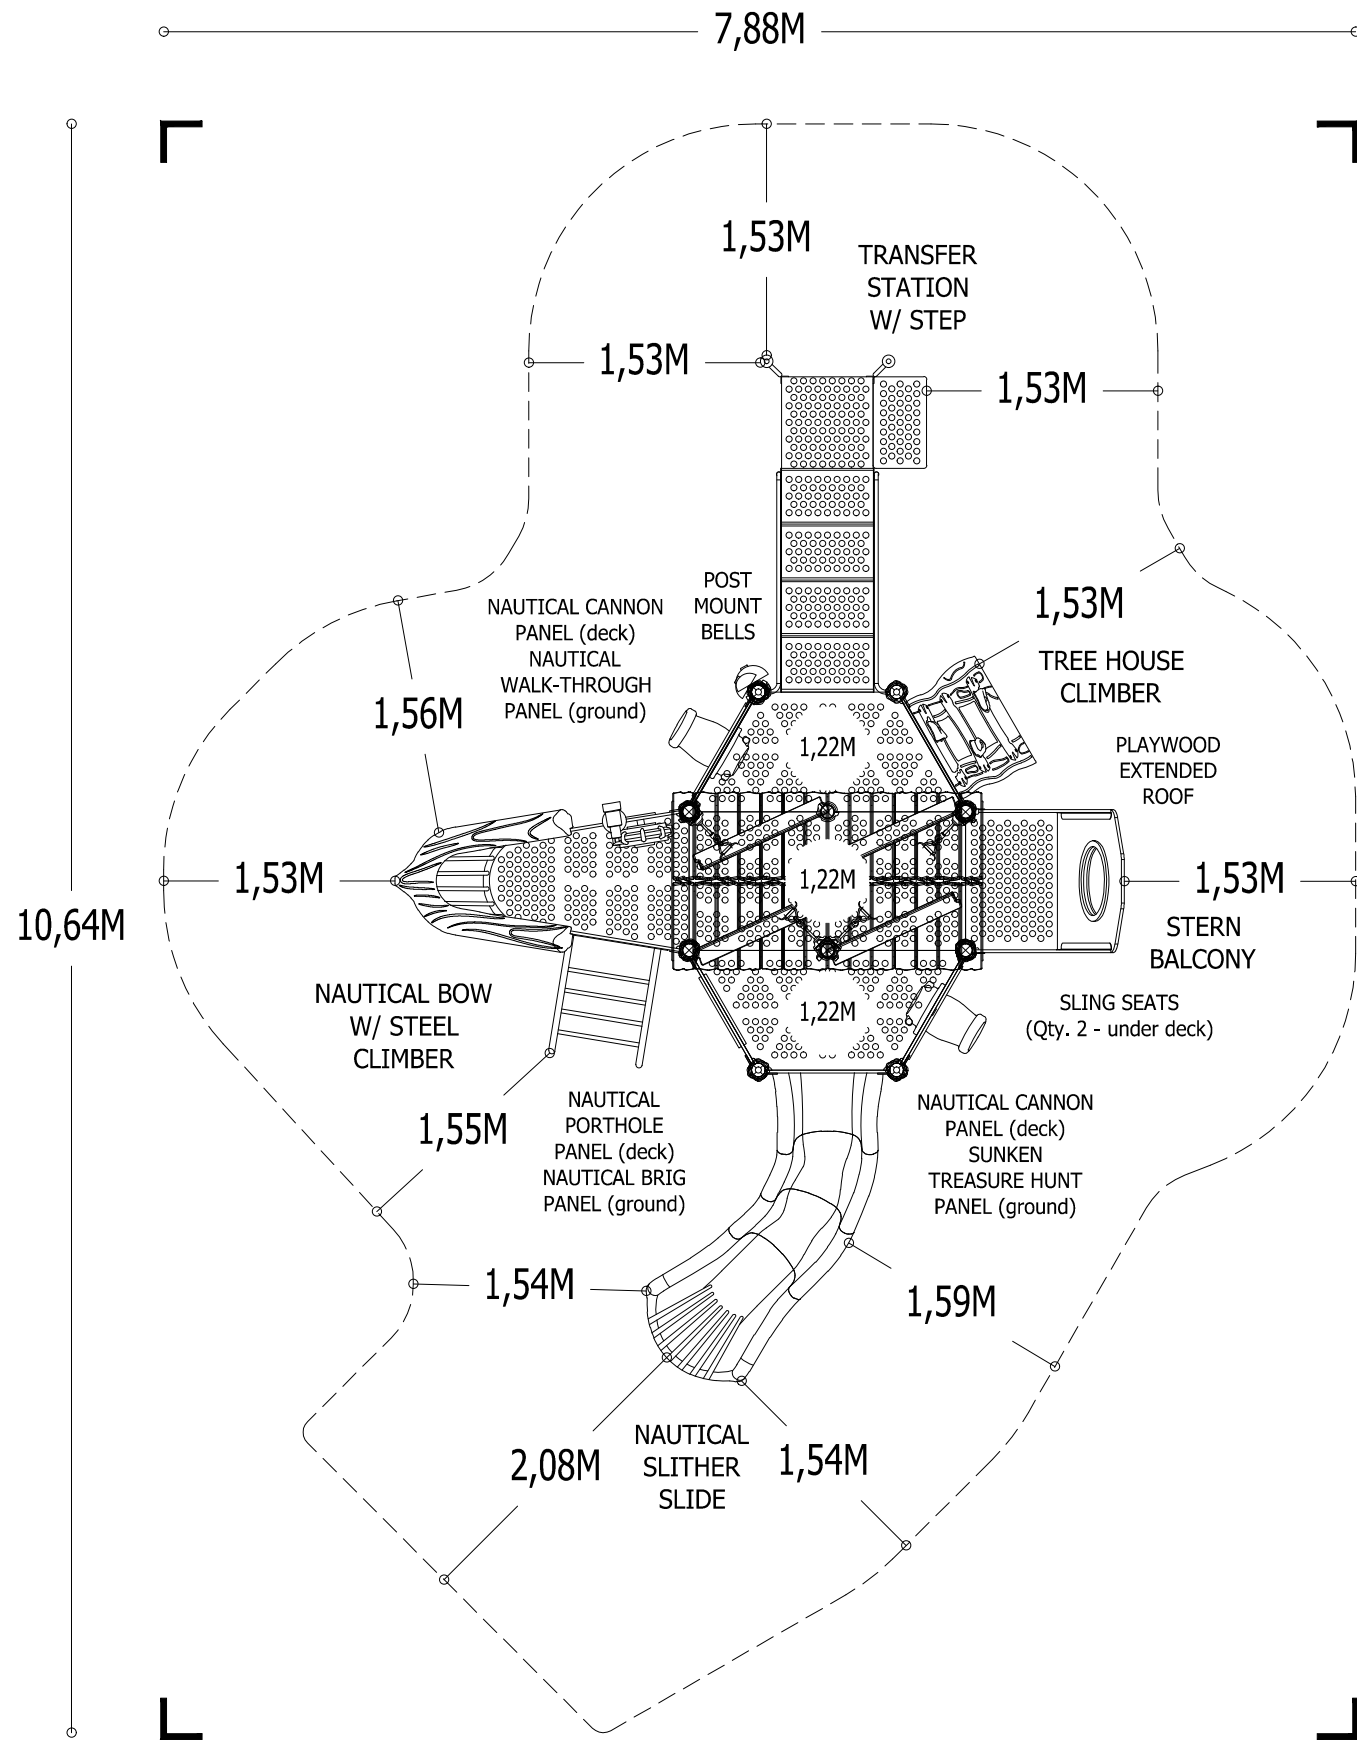 7,88M
1,53M
TRANSFER
STATION
W/ STEP
1,53M
1,53M
POST
MOUNT
BELLS
NAUTICAL CANNON
PANEL (deck)
NAUTICAL
WALK-THROUGH
PANEL (ground)
1,53M
TREE HOUSE
CLIMBER
1,56M
1,22M
PLAYWOOD
EXTENDED
ROOF
1,53M
1,22M
1,53M
STERN
BALCONY
10,64M
NAUTICAL BOW
W/ STEEL
CLIMBER
1,22M
SLING SEATS
(Qty. 2 - under deck)
1,55M
NAUTICAL
PORTHOLE
PANEL (deck)
NAUTICAL BRIG
PANEL (ground)
NAUTICAL CANNON
PANEL (deck)
SUNKEN
TREASURE HUNT
PANEL (ground)
1,54M
1,59M
2,08M
NAUTICAL
SLITHER
SLIDE
1,54M